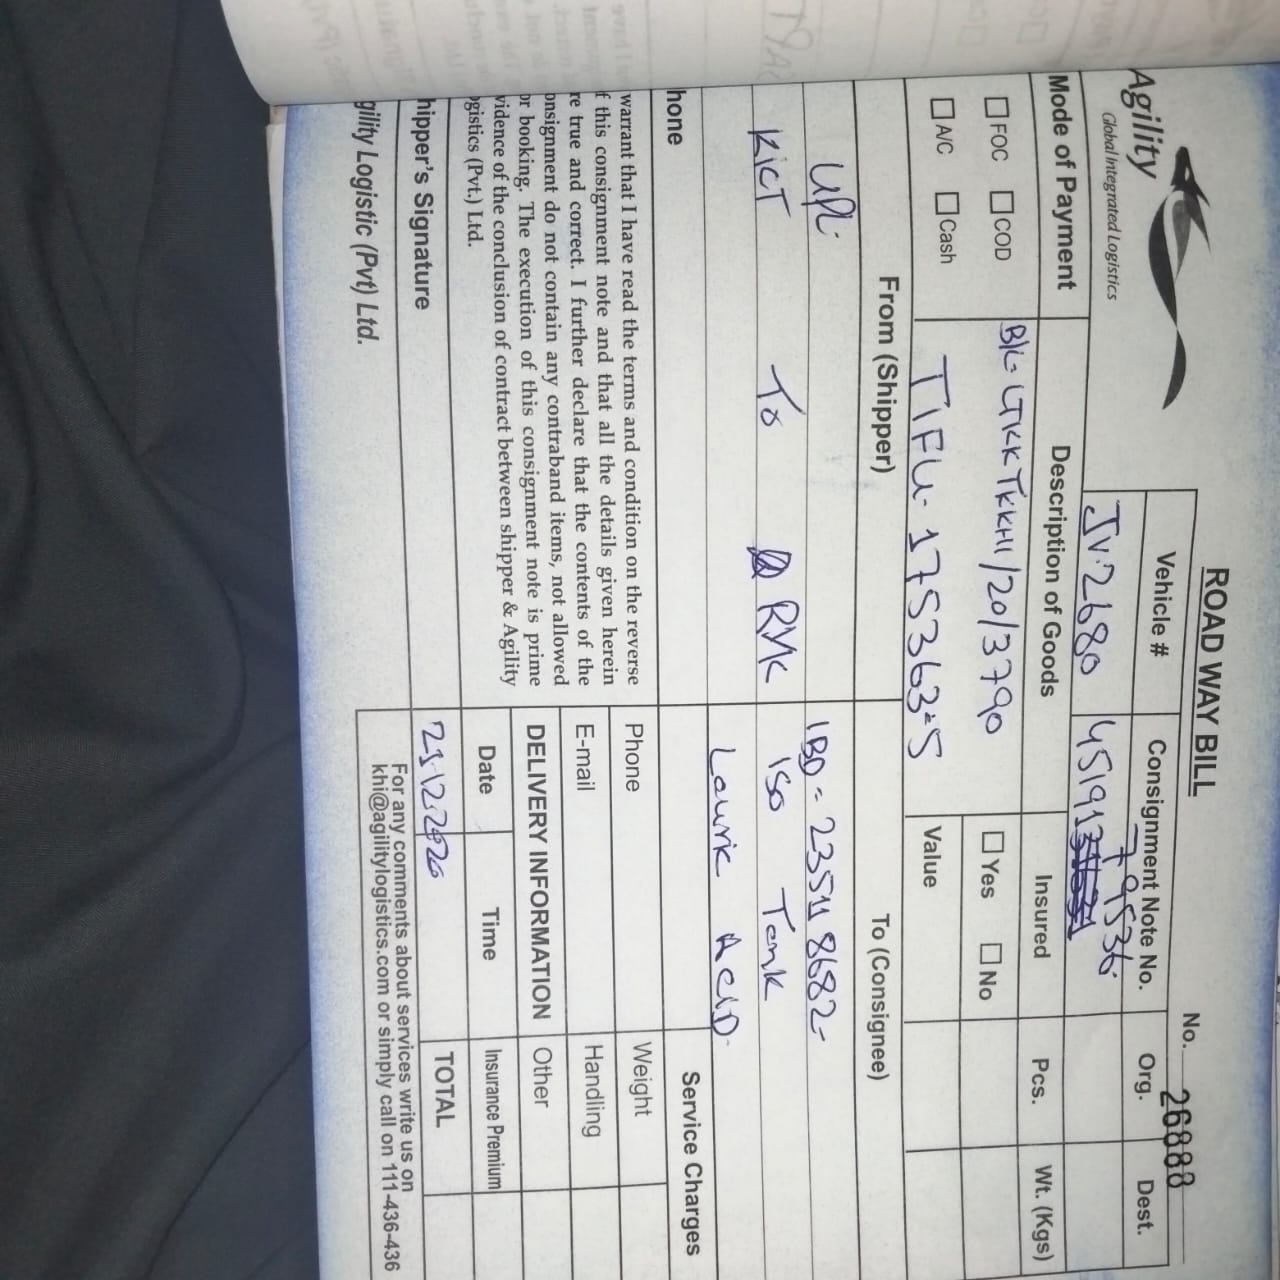 ROAD WAY BILL
No. 26888
Agility
Global Integrated Logistics
Vehicle #
Consignment Note No.
Org.
Dest.
JV-2680
79536
45191
Mode of Payment
Description of Goods
Insured
Pcs.
Wt. (Kgs)
FOC
COD
B/L- LTKKTKKHI/20/3790
Yes
No
A/C
Cash
TIFU- 175363-5
Value
From (Shipper)
To (Consignee)
UPL
IBD - 235118682-
KICT To RYK
ISO Tank
Lauric ACID
hone
Service Charges
warrant that I have read the terms and condition on the reverse
f this consignment note and that all the details given herein
re true and correct. I further declare that the contents of the
onsignment do not contain any contraband items, not allowed
or booking. The execution of this consignment note is prime
vidence of the conclusion of contract between shipper & Agility
ogistics (Pvt.) Ltd.
Phone
Weight
E-mail
Handling
DELIVERY INFORMATION
Other
Date
Time
Insurance Premium
hipper's Signature
TOTAL
gility Logistic (Pvt) Ltd.
For any comments about services write us on
khi@agilitylogistics.com or simply call on 111-436-436